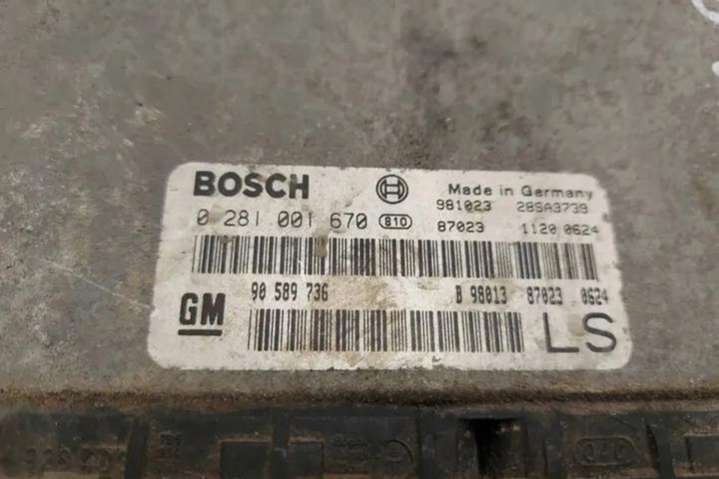 BOSCH Made in Germany
981023 28SA3739
0 281 001 670 810 87023 1120 0624
90 589 736 B 98013 87023 0624
GM LS